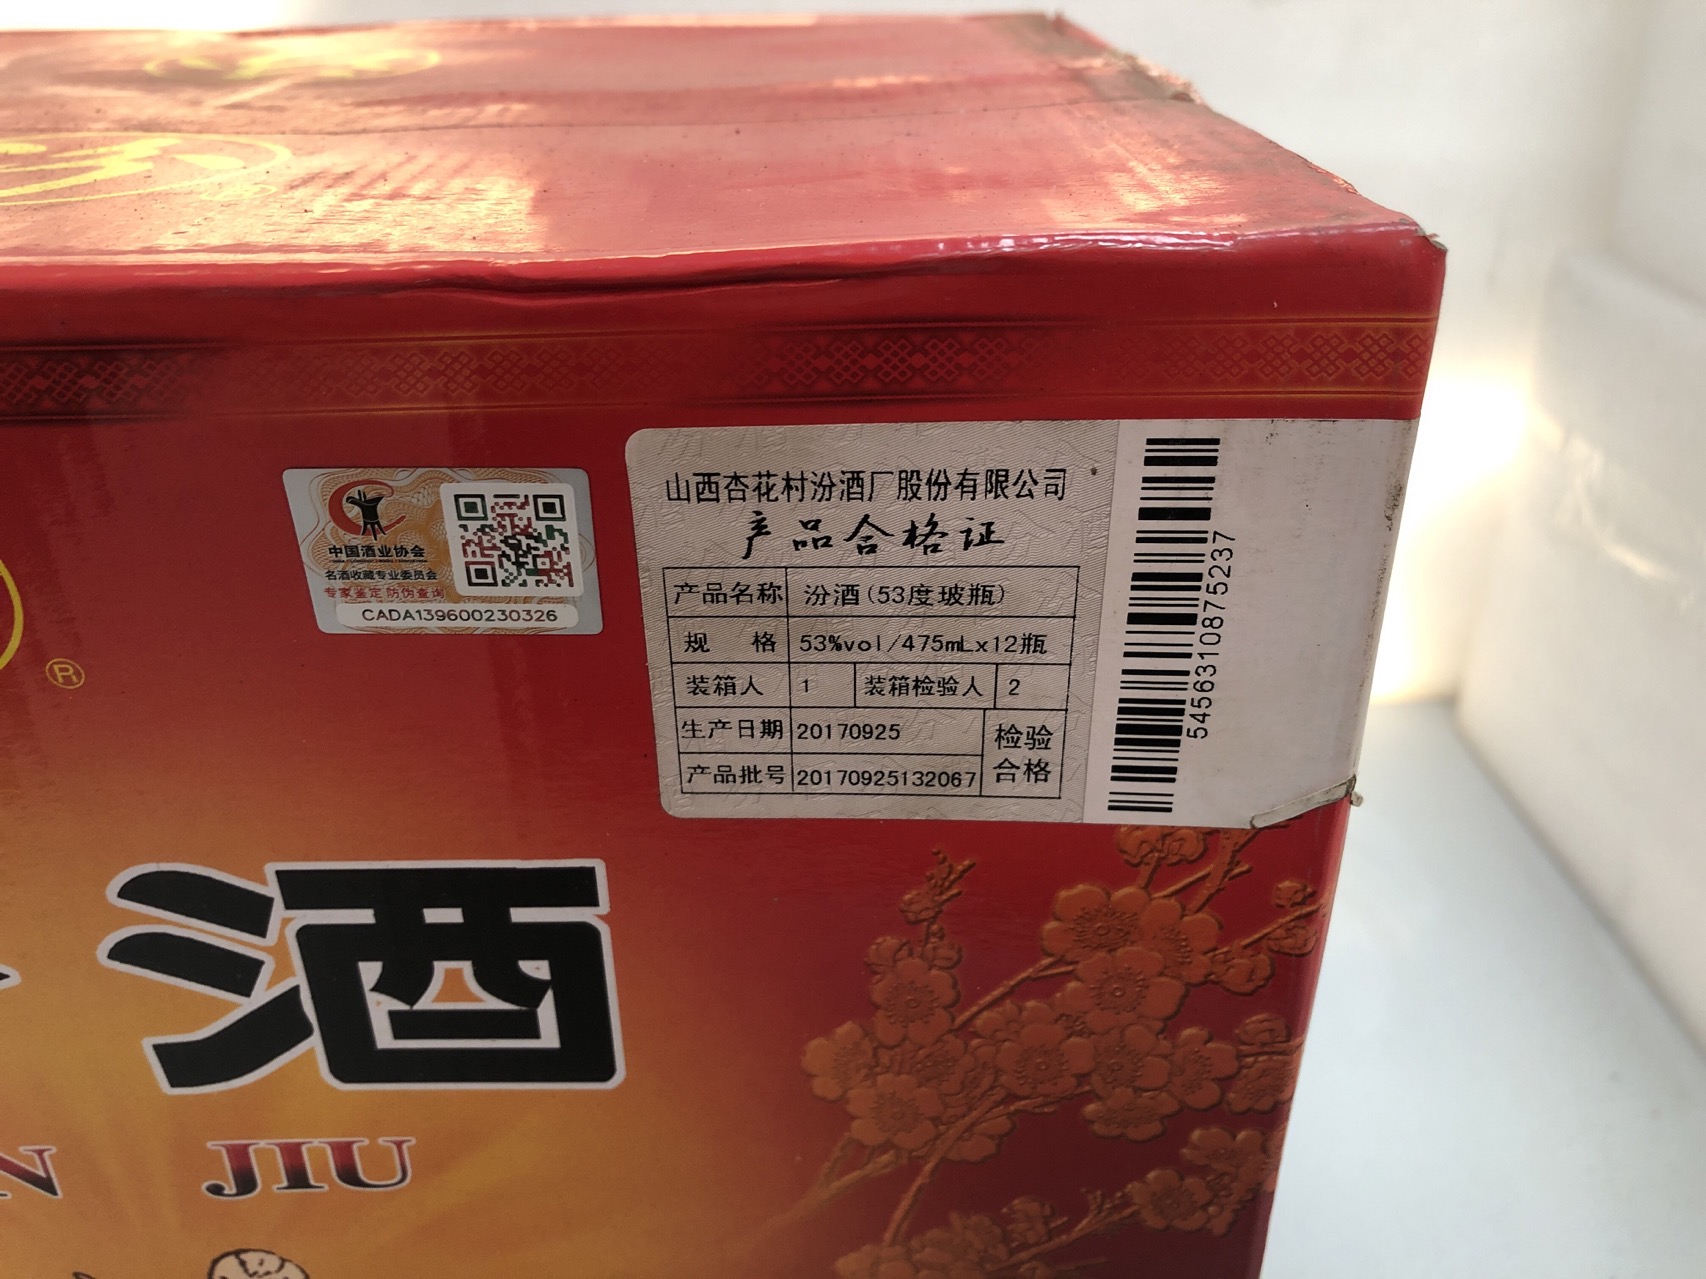 中国酒业协会
名酒收藏专业委员会
专家鉴定 防伪查询
CADA139600230326
山西杏花村汾酒厂股份有限公司
产品合格证
产品名称 汾酒(53度玻瓶)
规 格 53%vol/475mLx12瓶
装箱人 1 装箱检验人 2
生产日期 20170925 检验
产品批号 20170925132067 合格
5456310875237
®
酒
N JIU